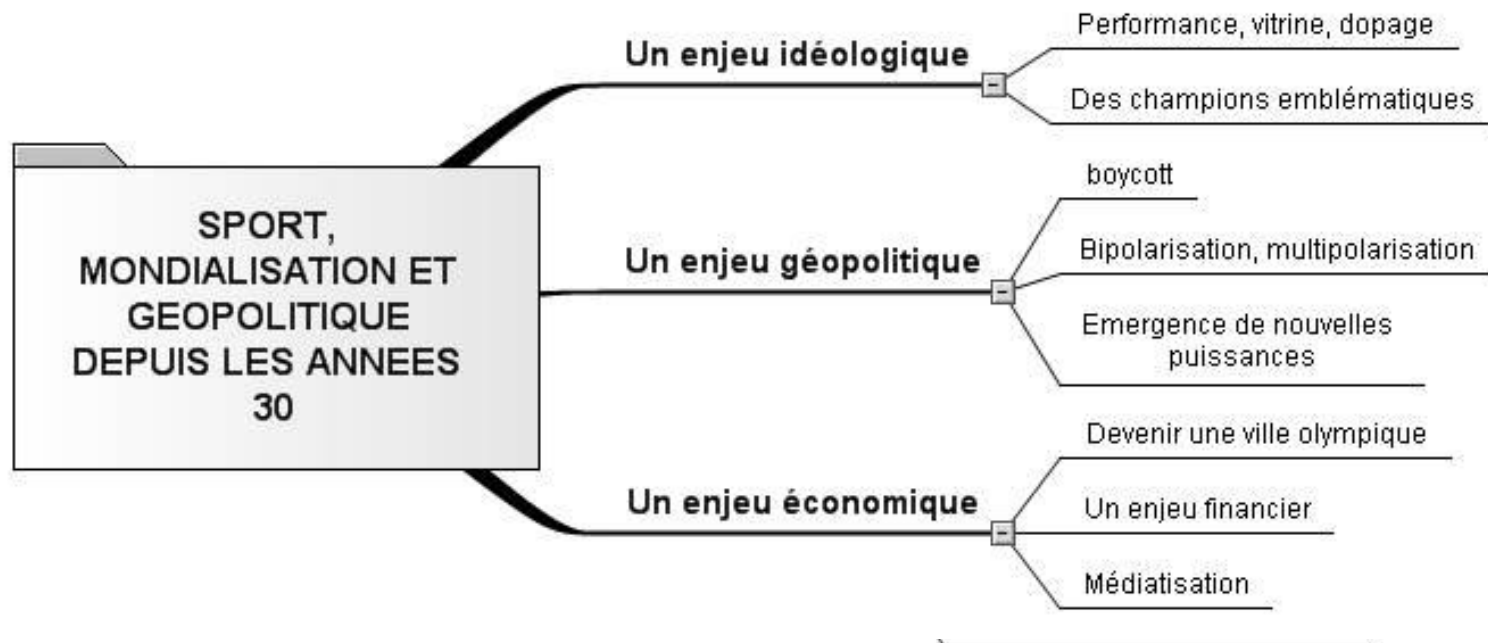 SPORT,
MONDIALISATION ET
GEOPOLITIQUE
DEPUIS LES ANNEES
30
Un enjeu idéologique
Performance, vitrine, dopage
Des champions emblématiques
Un enjeu géopolitique
boycott
Bipolarisation, multipolarisation
Emergence de nouvelles
puissances
Un enjeu économique
Devenir une ville olympique
Un enjeu financier
Médiatisation